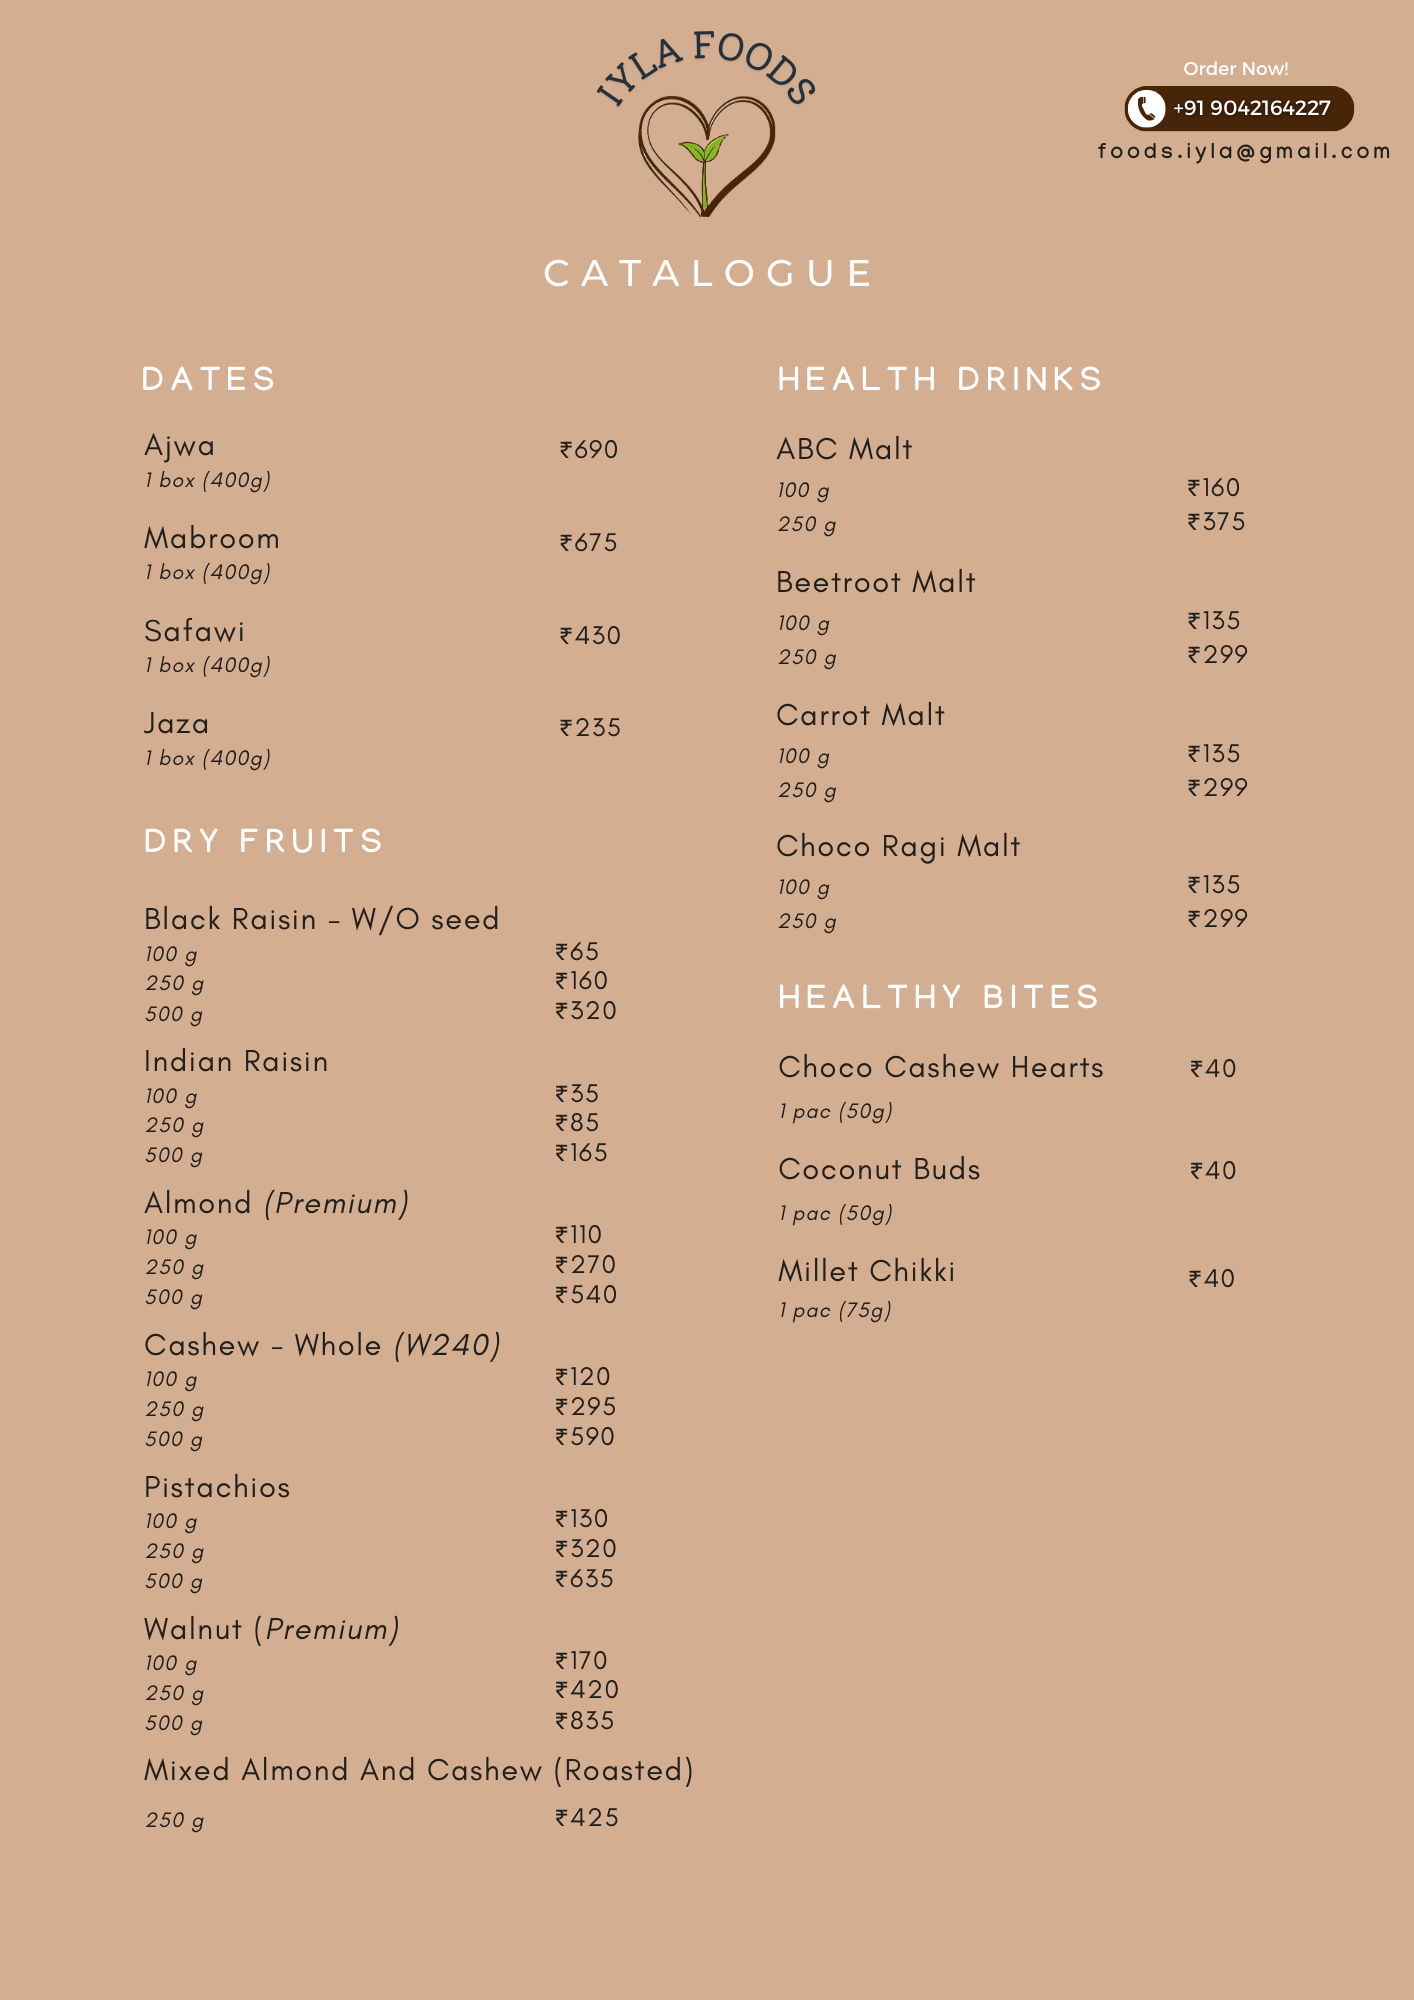 IYLA FOODS
Order Now!
+91 9042164227
foods.iyla@gmail.com
CATALOGUE
DATES
Ajwa ₹690
1 box (400g)
Mabroom ₹675
1 box (400g)
Safawi ₹430
1 box (400g)
Jaza ₹235
1 box (400g)
DRY FRUITS
Black Raisin - W/O seed
100 g ₹65
250 g ₹160
500 g ₹320
Indian Raisin
100 g ₹35
250 g ₹85
500 g ₹165
Almond (Premium)
100 g ₹110
250 g ₹270
500 g ₹540
Cashew - Whole (W240)
100 g ₹120
250 g ₹295
500 g ₹590
Pistachios
100 g ₹130
250 g ₹320
500 g ₹635
Walnut (Premium)
100 g ₹170
250 g ₹420
500 g ₹835
Mixed Almond And Cashew (Roasted)
250 g ₹425
HEALTH DRINKS
ABC Malt
100 g ₹160
250 g ₹375
Beetroot Malt
100 g ₹135
250 g ₹299
Carrot Malt
100 g ₹135
250 g ₹299
Choco Ragi Malt
100 g ₹135
250 g ₹299
HEALTHY BITES
Choco Cashew Hearts ₹40
1 pac (50g)
Coconut Buds ₹40
1 pac (50g)
Millet Chikki ₹40
1 pac (75g)